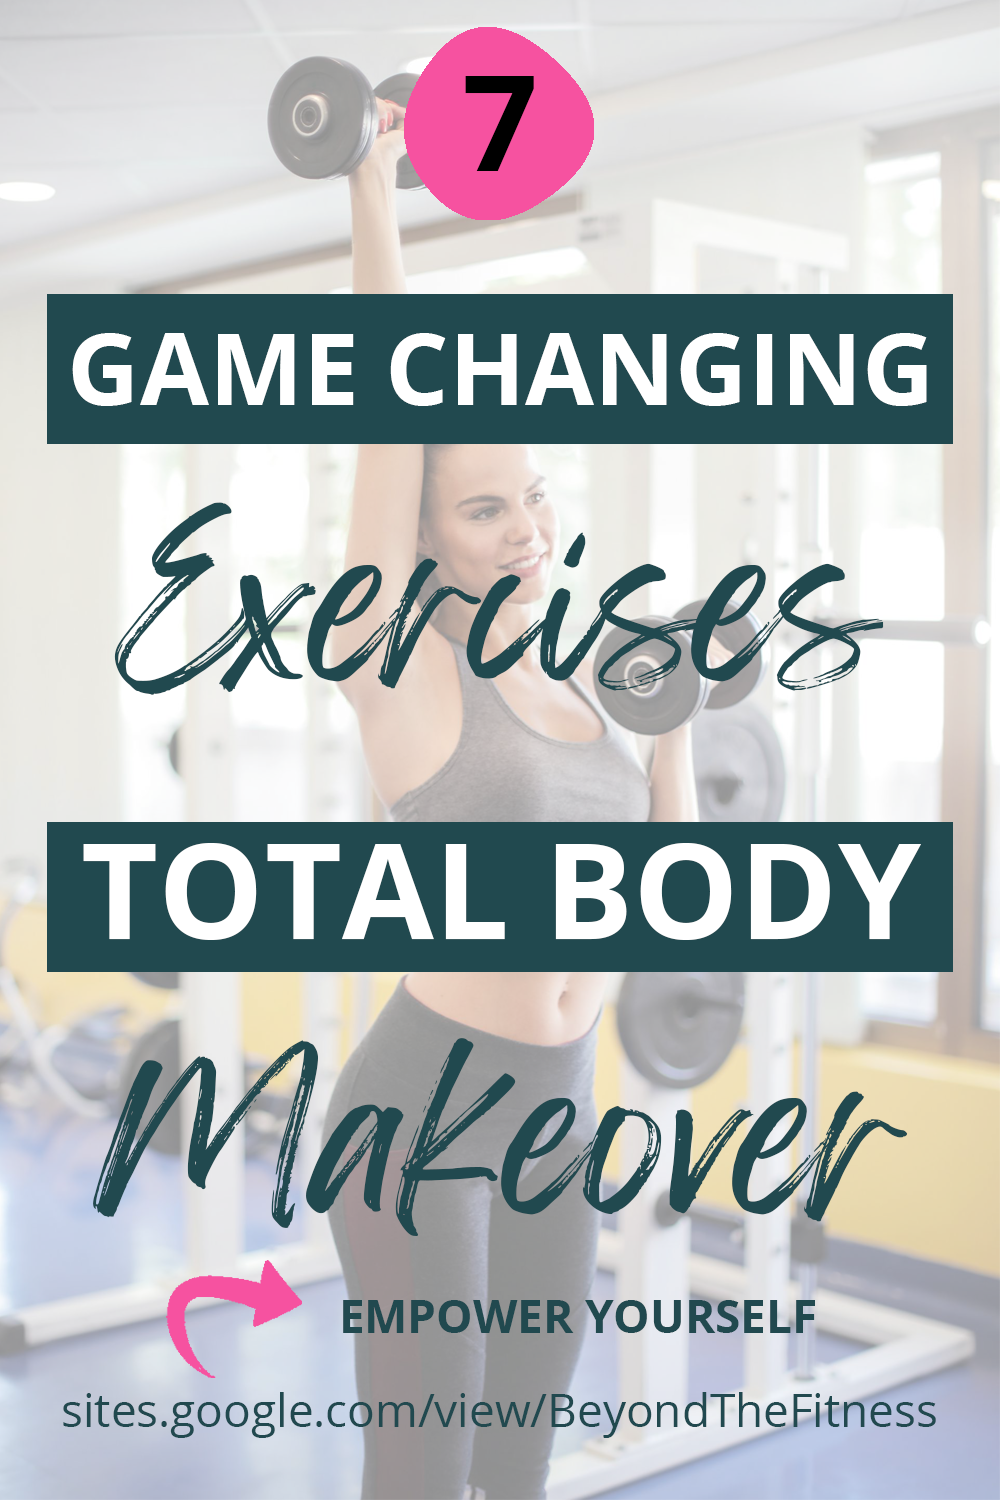 7
GAME CHANGING
Exercises
TOTAL BODY
Makeover
EMPOWER YOURSELF
sites.google.com/view/BeyondTheFitness